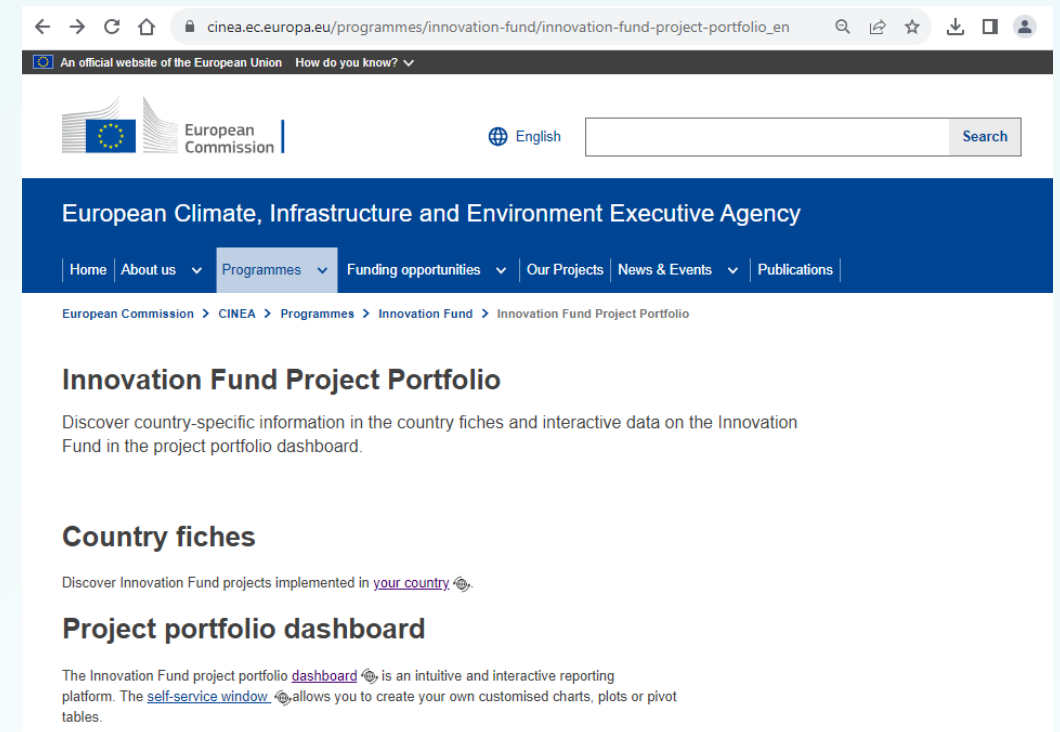 cinea.ec.europa.eu/programmes/innovation-fund/innovation-fund-project-portfolio_en
An official website of the European Union How do you know?
European
Commission
English
Search
European Climate, Infrastructure and Environment Executive Agency
Home About us Programmes Funding opportunities Our Projects News & Events Publications
European Commission > CINEA > Programmes > Innovation Fund > Innovation Fund Project Portfolio
Innovation Fund Project Portfolio
Discover country-specific information in the country fiches and interactive data on the Innovation
Fund in the project portfolio dashboard.
Country fiches
Discover Innovation Fund projects implemented in your country.
Project portfolio dashboard
The Innovation Fund project portfolio dashboard is an intuitive and interactive reporting
platform. The self-service window allows you to create your own customised charts, plots or pivot
tables.